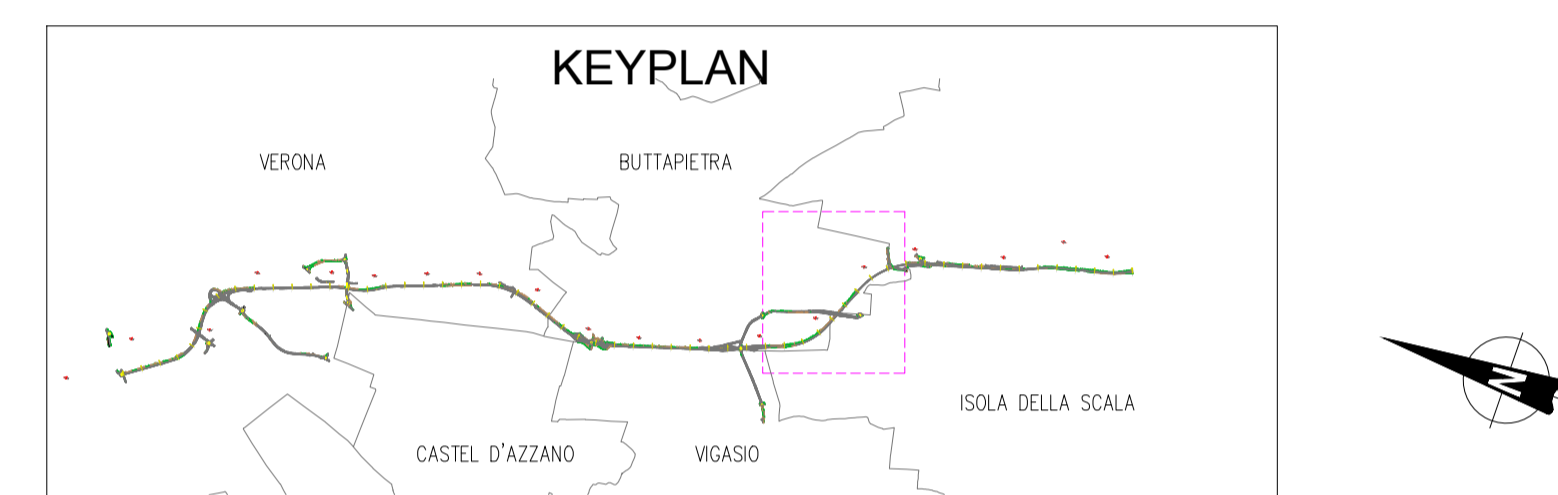 KEYPLAN
VERONA
BUTTAPIETRA
N
ISOLA DELLA SCALA
CASTEL D'AZZANO
VIGASIO